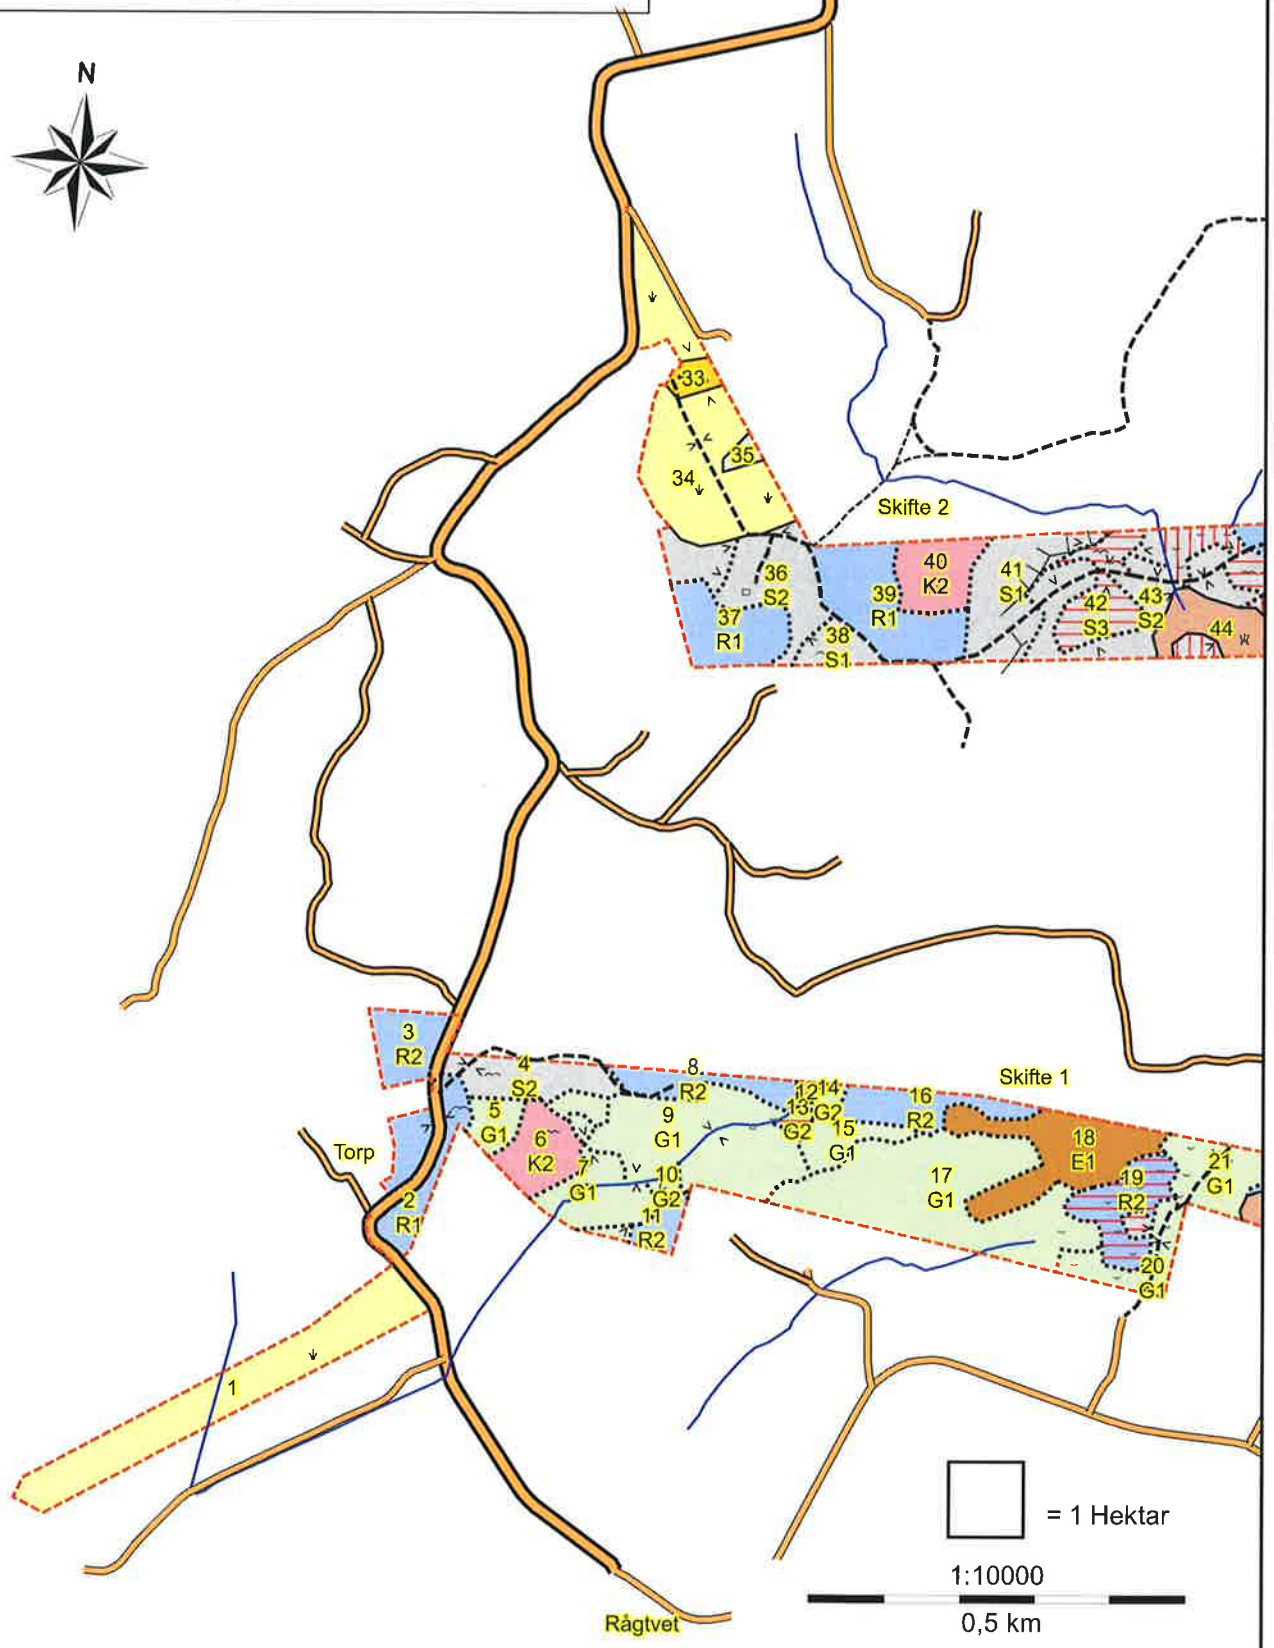 N
33
35
34
Skifte 2
36
S2
37
R1
38
S1
39
R1
40
K2
41
S1
42
S3
43
S2
44
3
R2
4
S2
5
G1
6
K2
7
G1
8
R2
9
G1
10
G2
11
R2
12
13
G2
14
G2
15
G1
16
R2
Skifte 1
17
G1
18
E1
19
R2
20
G1
21
G1
Torp
2
R1
1
= 1 Hektar
1:10000
0,5 km
Rågtvet